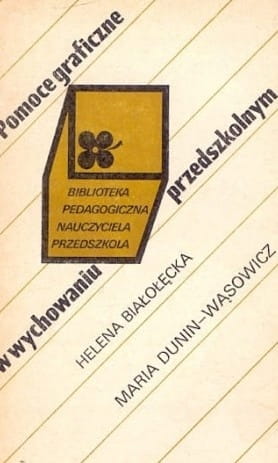 Pomoce graficzne
w wychowaniu
przedszkolnym
BIBLIOTEKA
PEDAGOGICZNA
NAUCZYCIELA
PRZEDSZKOLA
HELENA BIAŁOŁĘCKA
MARIA DUNIN-WĄSOWICZ